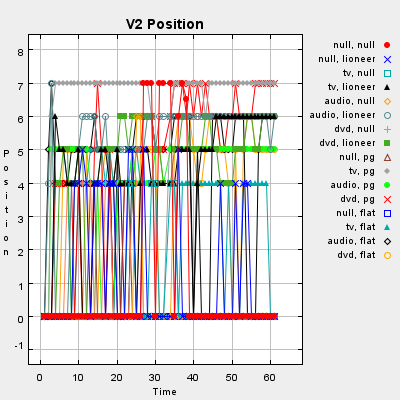 V2 Position
8
7
6
5
4
3
2
1
0
-1
Position
0
10
20
30
40
50
60
Time
null, null
null, lioneer
tv, null
tv, lioneer
audio, null
audio, lioneer
dvd, null
dvd, lioneer
null, pg
tv, pg
audio, pg
dvd, pg
null, flat
tv, flat
audio, flat
dvd, flat